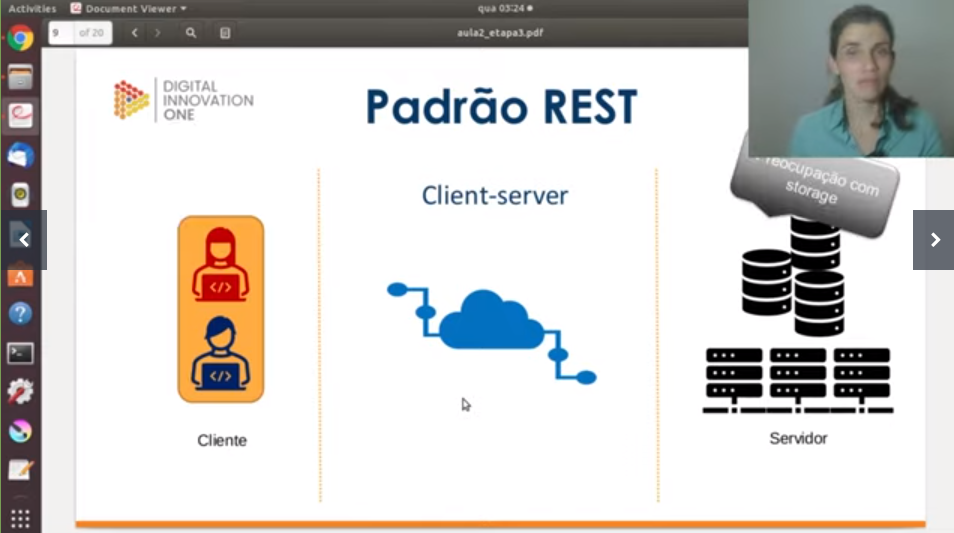 Activities
Document Viewer
qua 03:24
9
of 20
aula2_etapa3.pdf
DIGITAL
INNOVATION
ONE
Padrão REST
Client-server
reocupação com
storage
</>
</>
Cliente
Servidor